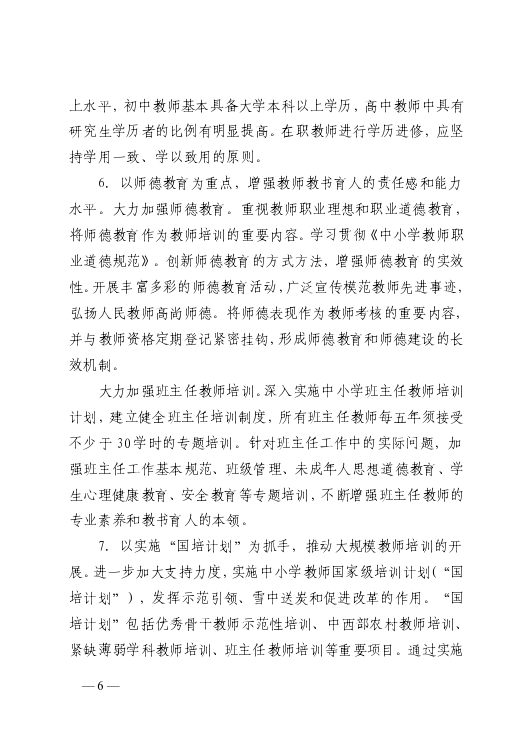 上水平，初中教师基本具备大学本科以上学历，高中教师中具有
研究生学历者的比例有明显提高。在职教师进行学历进修，应坚
持学用一致、学以致用的原则。
6．以师德教育为重点，增强教师教书育人的责任感和能力
水平。大力加强师德教育。重视教师职业理想和职业道德教育，
将师德教育作为教师培训的重要内容。学习贯彻《中小学教师职
业道德规范》。创新师德教育的方式方法，增强师德教育的实效
性。开展丰富多彩的师德教育活动，广泛宣传模范教师先进事迹，
弘扬人民教师高尚师德。将师德表现作为教师考核的重要内容，
并与教师资格定期登记紧密挂钩，形成师德教育和师德建设的长
效机制。
大力加强班主任教师培训。深入实施中小学班主任教师培训
计划，建立健全班主任培训制度，所有班主任教师每五年须接受
不少于30学时的专题培训。针对班主任工作中的实际问题，加
强班主任工作基本规范、班级管理、未成年人思想道德教育、学
生心理健康教育、安全教育等专题培训，不断增强班主任教师的
专业素养和教书育人的本领。
7．以实施“国培计划”为抓手，推动大规模教师培训的开
展。进一步加大支持力度，实施中小学教师国家级培训计划（“国
培计划”），发挥示范引领、雪中送炭和促进改革的作用。“国
培计划”包括优秀骨干教师示范性培训、中西部农村教师培训、
紧缺薄弱学科教师培训、班主任教师培训等重要项目。通过实施
—6—